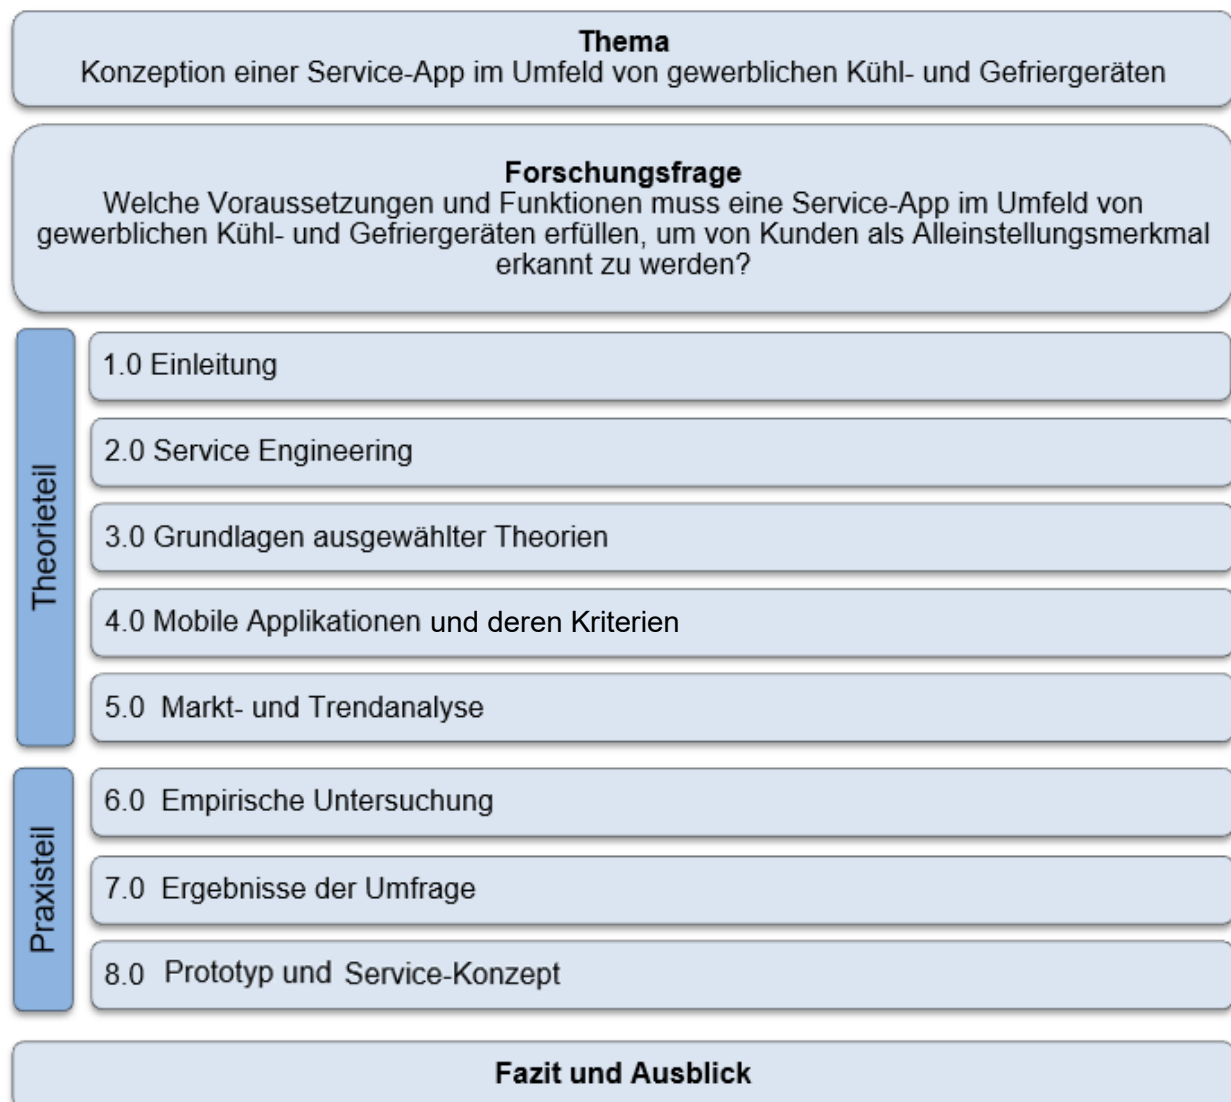 Thema
Konzeption einer Service-App im Umfeld von gewerblichen Kühl- und Gefriergeräten
Forschungsfrage
Welche Voraussetzungen und Funktionen muss eine Service-App im Umfeld von
gewerblichen Kühl- und Gefriergeräten erfüllen, um von Kunden als Alleinstellungsmerkmal
erkannt zu werden?
Theorieteil
1.0 Einleitung
2.0 Service Engineering
3.0 Grundlagen ausgewählter Theorien
4.0 Mobile Applikationen und deren Kriterien
5.0 Markt- und Trendanalyse
Praxisteil
6.0 Empirische Untersuchung
7.0 Ergebnisse der Umfrage
8.0 Prototyp und Service-Konzept
Fazit und Ausblick